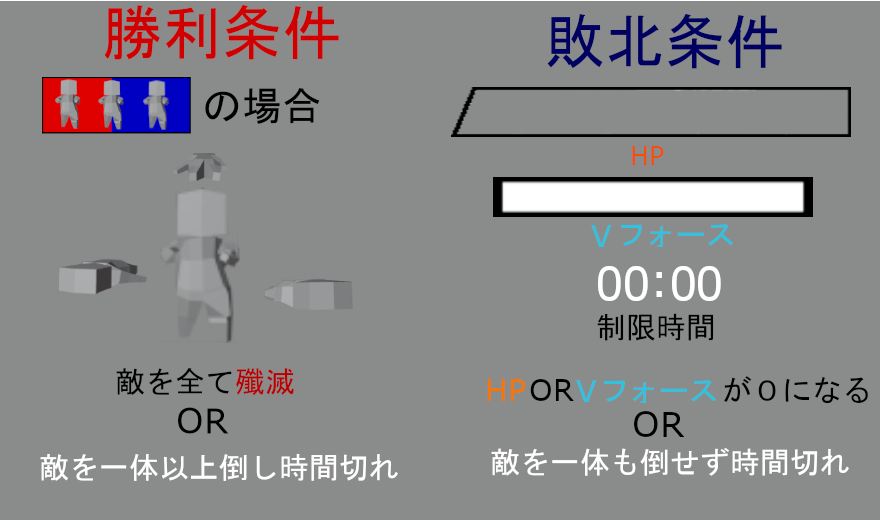 勝利条件
の場合
敵を全て殲滅
OR
敵を一体以上倒し時間切れ
敗北条件
HP
Vフォース
00:00
制限時間
HPORVフォースが0になる
OR
敵を一体も倒せず時間切れ